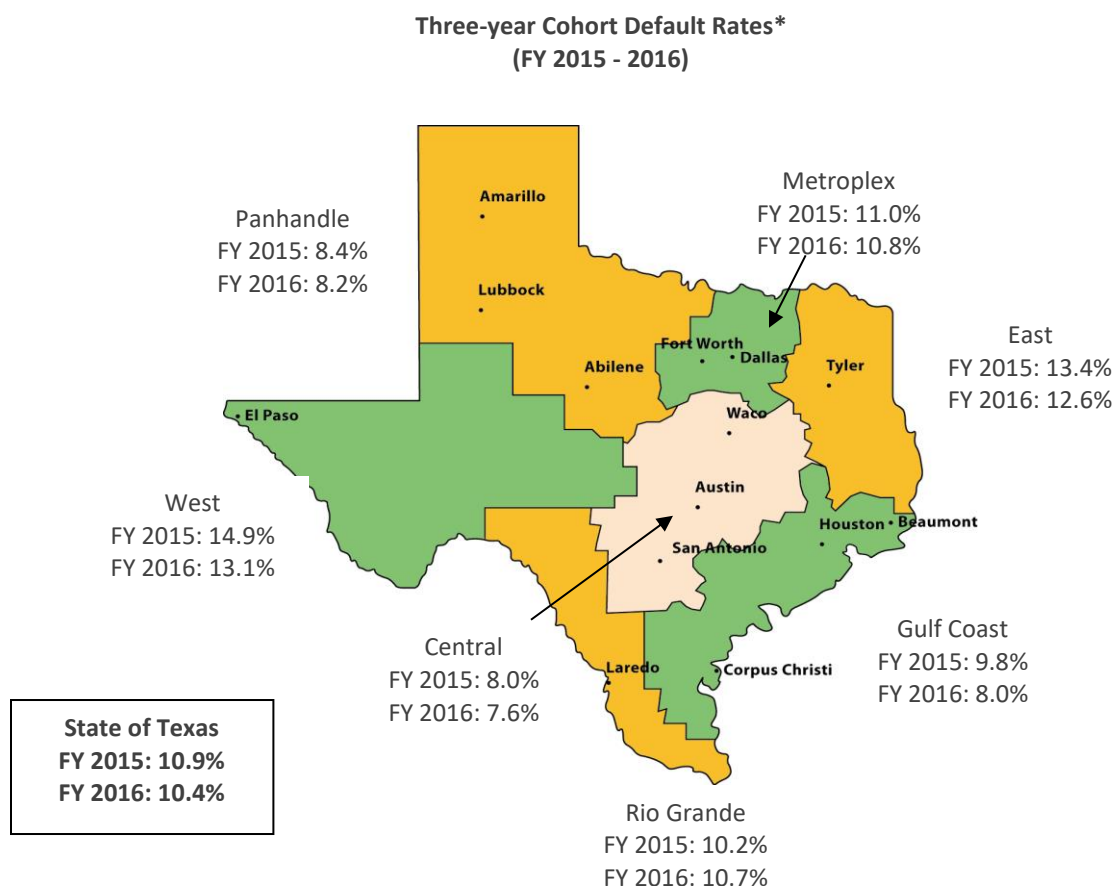 Three-year Cohort Default Rates*
(FY 2015 - 2016)
Metroplex
FY 2015: 11.0%
FY 2016: 10.8%
Amarillo
Panhandle
FY 2015: 8.4%
FY 2016: 8.2%
Lubbock
East
FY 2015: 13.4%
FY 2016: 12.6%
Fort Worth
Dallas
Abilene
Tyler
El Paso
Waco
West
FY 2015: 14.9%
FY 2016: 13.1%
Austin
Houston
Beaumont
San Antonio
Central
FY 2015: 8.0%
FY 2016: 7.6%
Gulf Coast
FY 2015: 9.8%
FY 2016: 8.0%
Laredo
Corpus Christi
State of Texas
FY 2015: 10.9%
FY 2016: 10.4%
Rio Grande
FY 2015: 10.2%
FY 2016: 10.7%